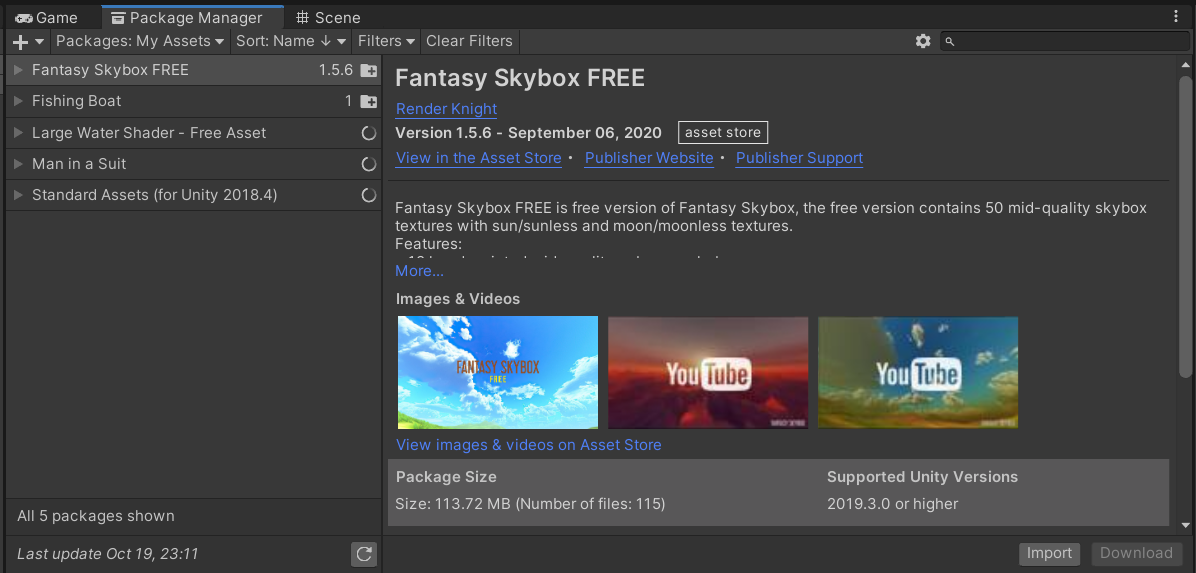 Game
Package Manager
Scene
Packages: My Assets
Sort: Name ↓
Filters
Clear Filters
Fantasy Skybox FREE 1.5.6
Fishing Boat 1
Large Water Shader - Free Asset
Man in a Suit
Standard Assets (for Unity 2018.4)
All 5 packages shown
Last update Oct 19, 23:11
Fantasy Skybox FREE
Render Knight
Version 1.5.6 - September 06, 2020 asset store
View in the Asset Store • Publisher Website • Publisher Support
Fantasy Skybox FREE is free version of Fantasy Skybox, the free version contains 50 mid-quality skybox
textures with sun/sunless and moon/moonless textures.
Features:
More...
Images & Videos
FANTASY SKYBOX
FREE
YouTube
YouTube
View images & videos on Asset Store
Package Size
Size: 113.72 MB (Number of files: 115)
Supported Unity Versions
2019.3.0 or higher
Import
Download